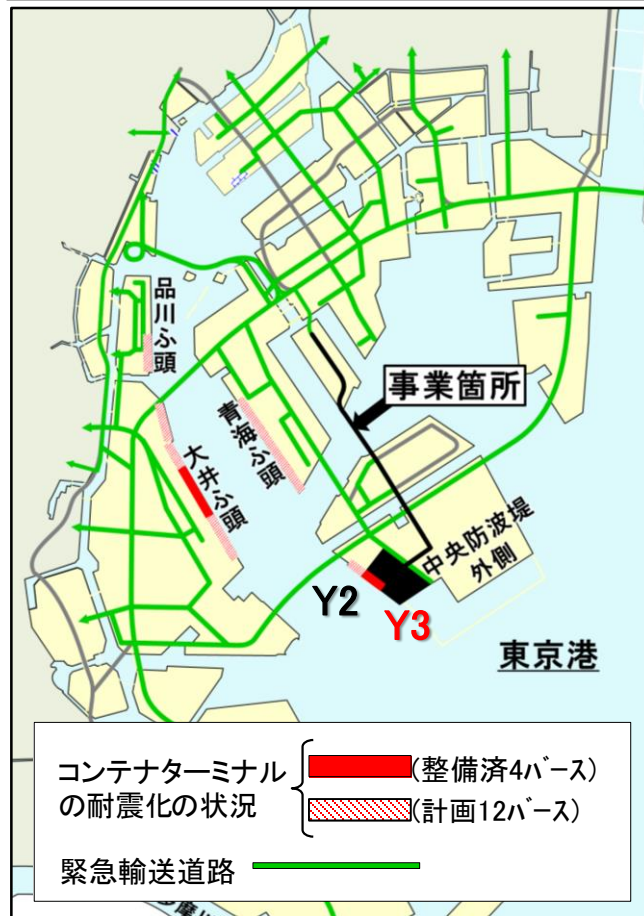 品川ふ頭
事業箇所
青海ふ頭
大井ふ頭
中央防波堤
外側
Y2
Y3
東京港
コンテナターミナル
の耐震化の状況
(整備済4バース)
(計画12バース)
緊急輸送道路
多摩川